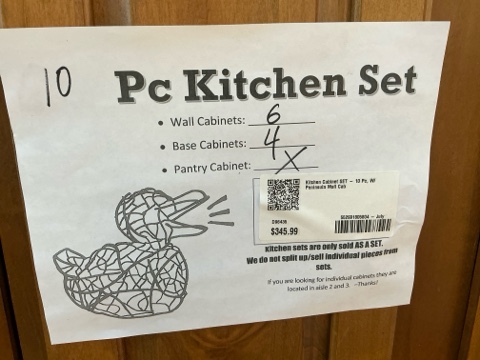 10 Pc Kitchen Set
• Wall Cabinets: 6
• Base Cabinets: 4
• Pantry Cabinet: X
Kitchen Cabinet SET - 10 Pc, WF
$345.99
Kitchen sets are only sold AS A SET.
We do not split up/sell individual pieces from
sets.
If you are looking for individual cabinets they are
located in aisle 2 and 3. -Thanks!